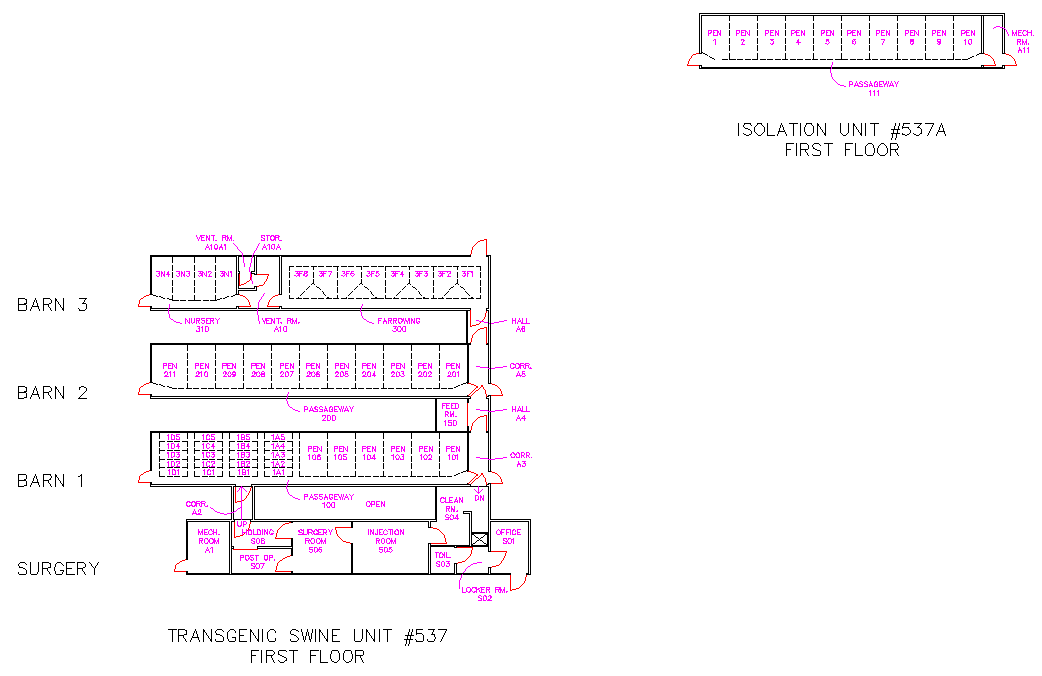 PEN 1
PEN 2
PEN 3
PEN 4
PEN 5
PEN 6
PEN 7
PEN 8
PEN 9
PEN 10
MECH.
RM.
A11
PASSAGEWAY
111
ISOLATION UNIT #537A
FIRST FLOOR
VENT. RM.
A10A1
STOR.
A10A
3N4 3N3 3N2 3N1
3F8 3F7 3F6 3F5 3F4 3F3 3F2 3F1
BARN 3
NURSERY
310
VENT. RM.
A10
FARROWING
300
HALL
A6
PEN 211
PEN 210
PEN 209
PEN 208
PEN 207
PEN 206
PEN 205
PEN 204
PEN 203
PEN 202
PEN 201
CORR.
A5
BARN 2
PASSAGEWAY
200
FEED
RM.
150
HALL
A4
1D5 1C5 1B5 1A5
1D4 1C4 1B4 1A4
1D3 1C3 1B3 1A3
1D2 1C2 1B2 1A2
1D1 1C1 1B1 1A1
PEN 106
PEN 105
PEN 104
PEN 103
PEN 102
PEN 101
CORR.
A3
BARN 1
PASSAGEWAY
100
CORR.
A2
OPEN
CLEAN
RM.
S04
DN
UP
MECH.
ROOM
A1
HOLDING
S08
SURGERY
ROOM
S06
INJECTION
ROOM
S05
OFFICE
S01
POST OP.
S07
TOIL.
S03
SURGERY
LOCKER RM.
S02
TRANSGENIC SWINE UNIT #537
FIRST FLOOR